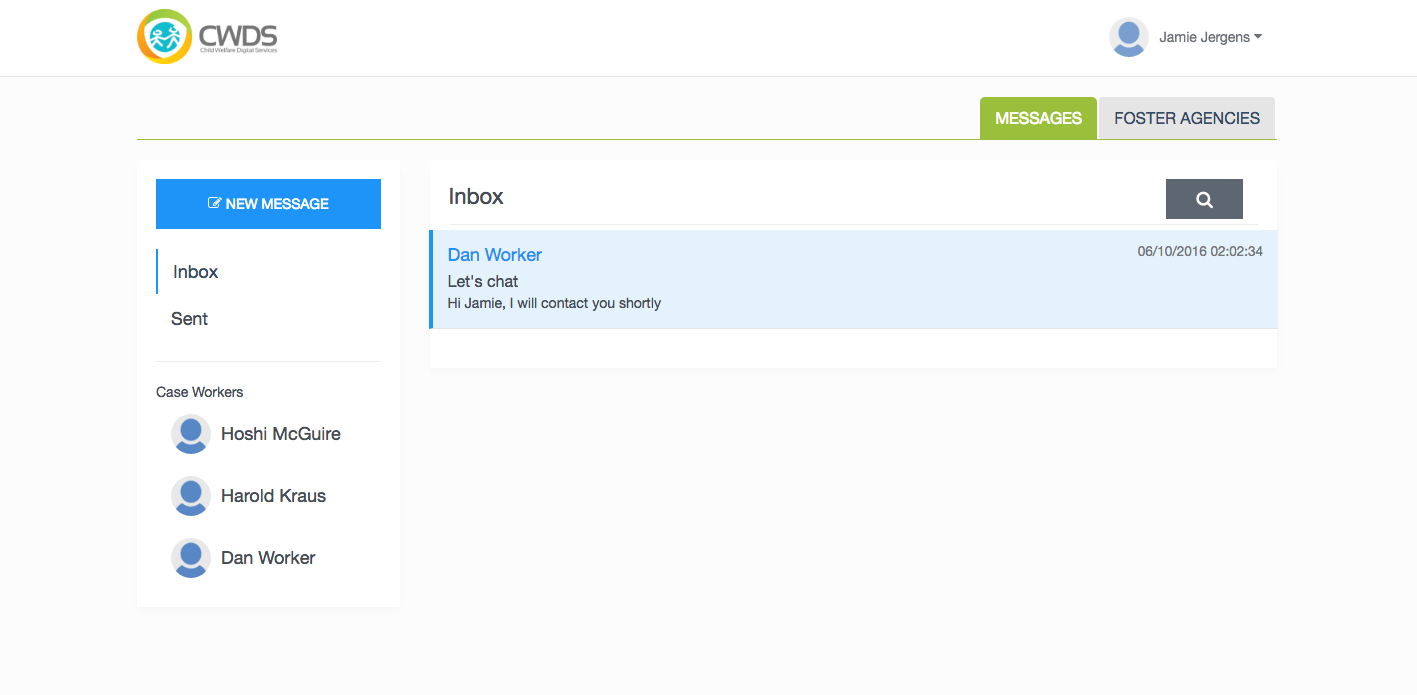 CWDS
Child Welfare Digital Services
Jamie Jergens
MESSAGES
FOSTER AGENCIES
NEW MESSAGE
Inbox
Sent
Case Workers
Hoshi McGuire
Harold Kraus
Dan Worker
Inbox
Dan Worker
06/10/2016 02:02:34
Let's chat
Hi Jamie, I will contact you shortly